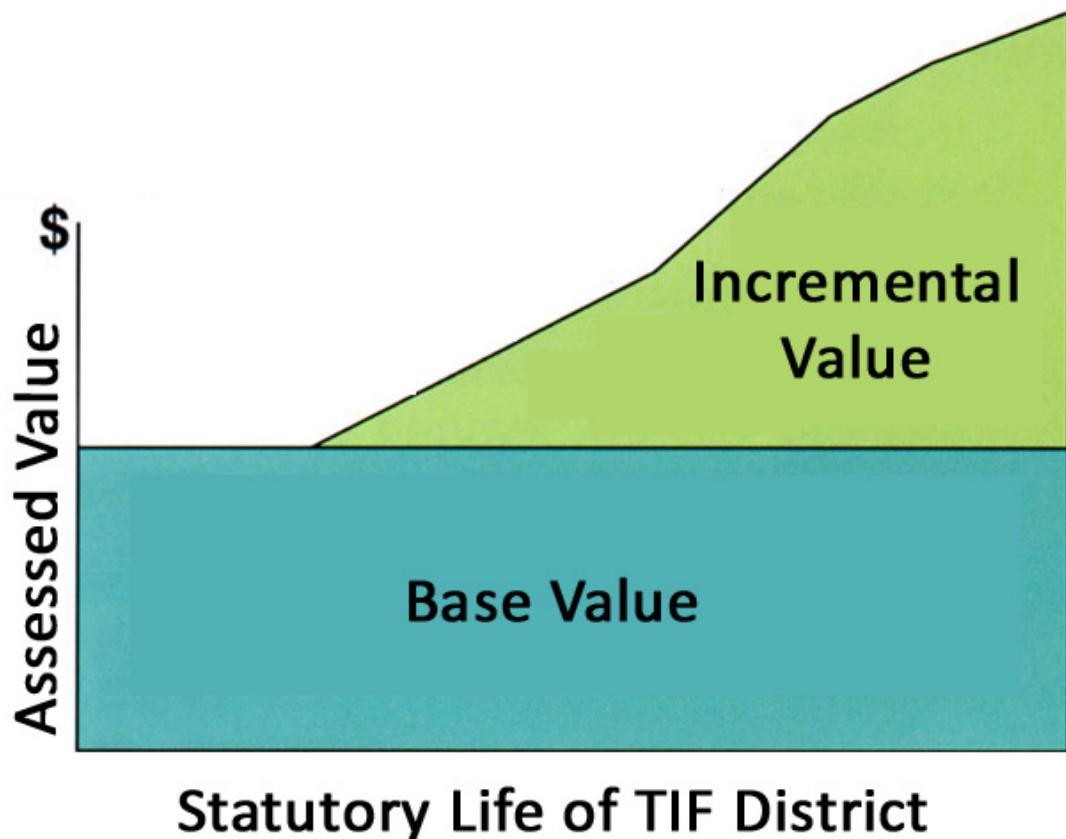 $
Assessed Value
Incremental
Value
Base Value
Statutory Life of TIF District